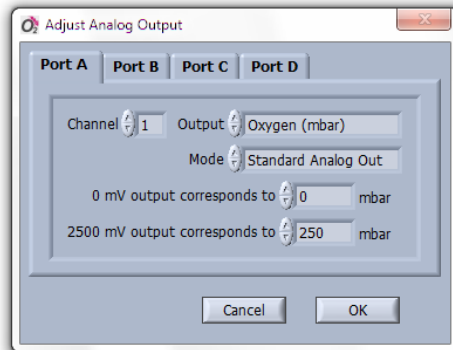 O2 Adjust Analog Output
Port A Port B Port C Port D
Channel 1 Output Oxygen (mbar)
Mode Standard Analog Out
0 mV output corresponds to 0 mbar
2500 mV output corresponds to 250 mbar
Cancel OK